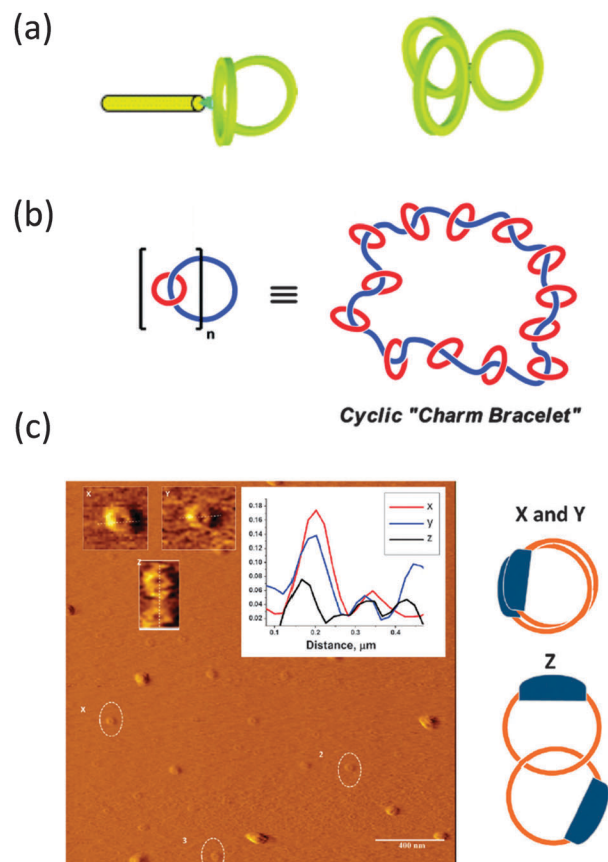 (a)
(b)
n
≡
Cyclic "Charm Bracelet"
(c)
X
Y
Z
0.18
0.16
0.14
0.12
0.10
0.08
0.06
0.04
0.02
0.1
0.2
0.3
0.4
Distance, μm
x
y
z
X
2
3
400 nm
X and Y
Z